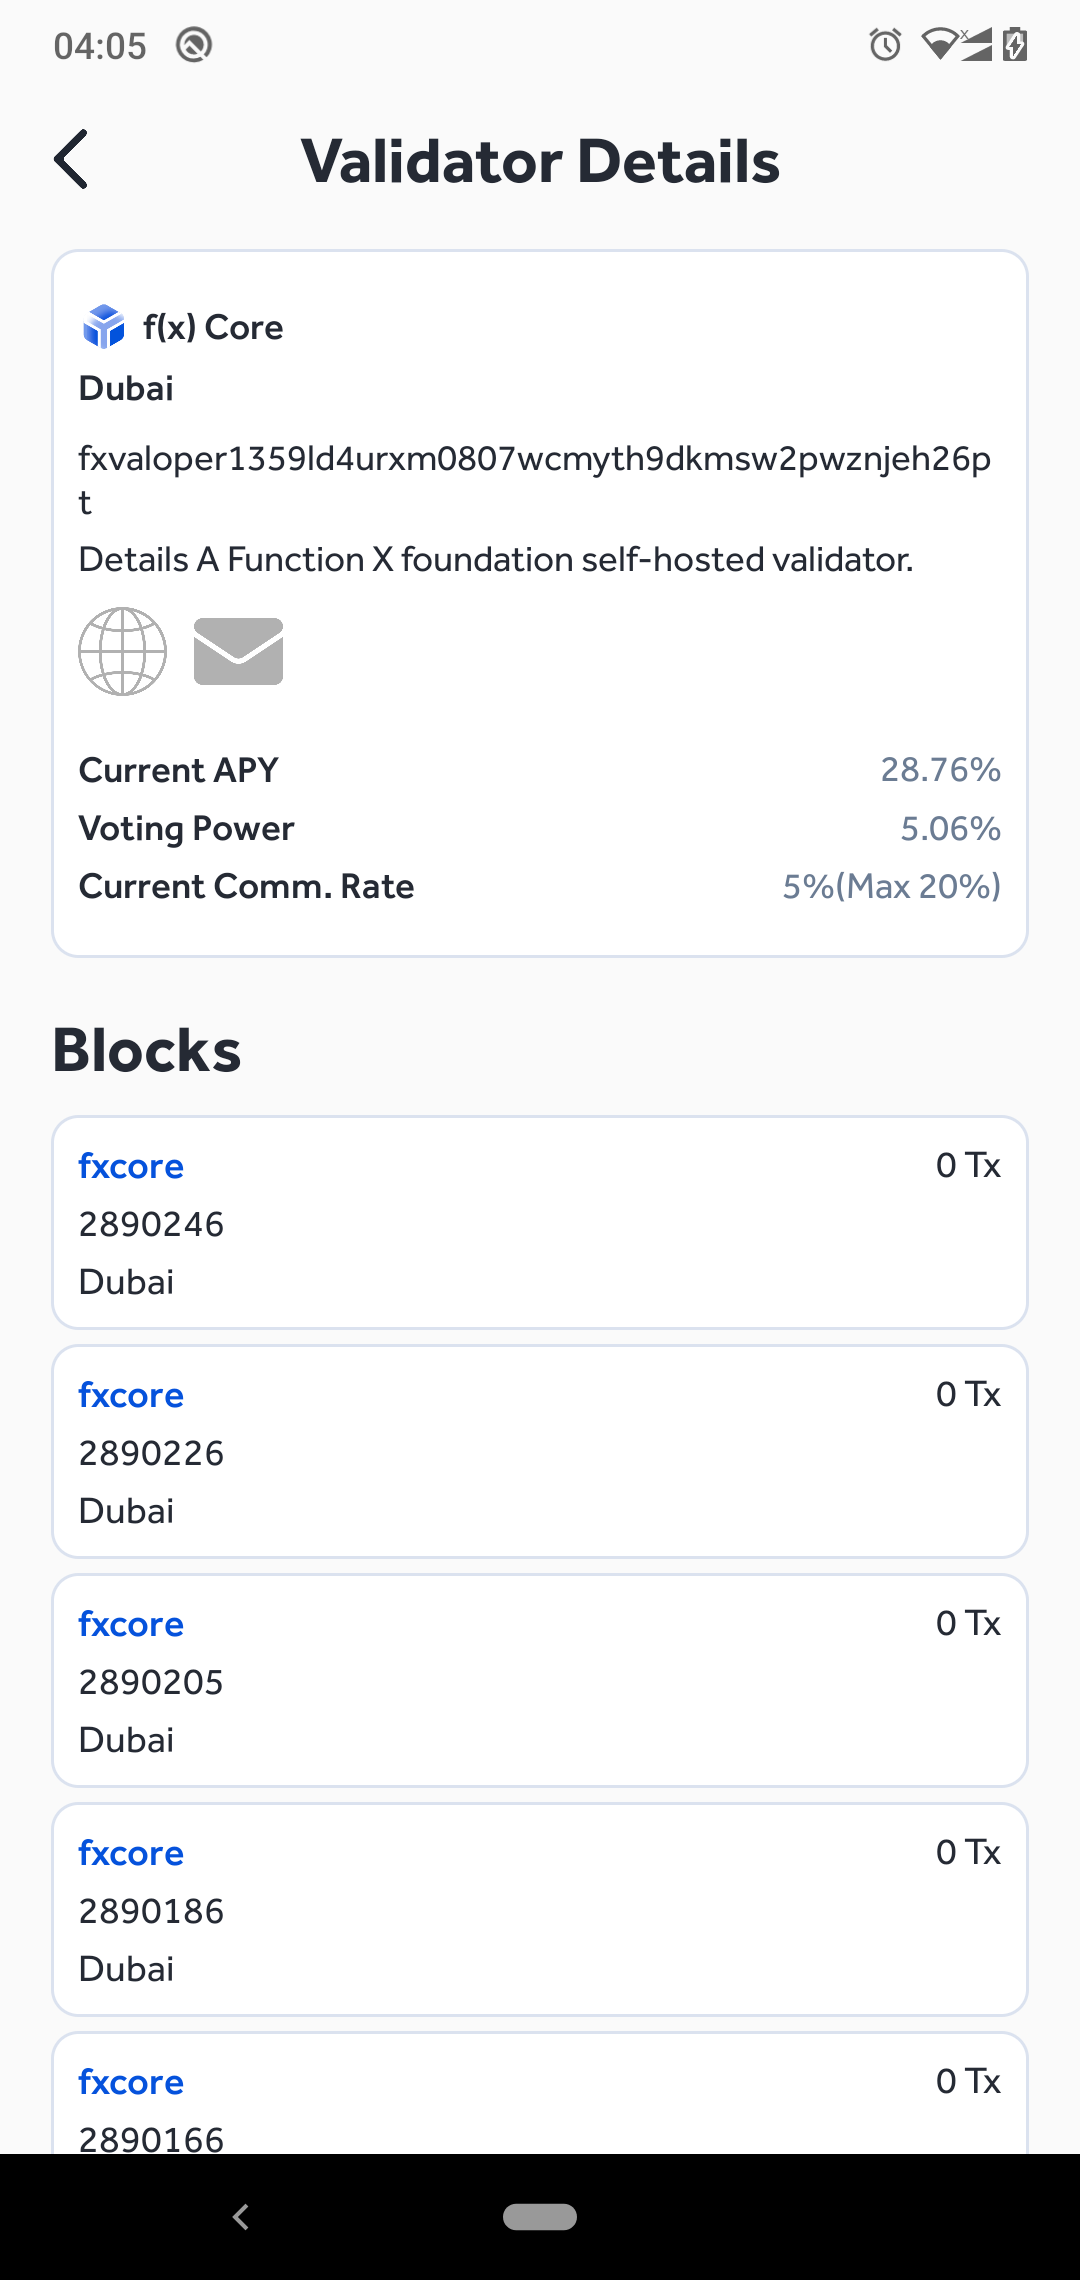 04:05
Validator Details
f(x) Core
Dubai
fxvaloper1359ld4urxm0807wcmyth9dkmsw2pwznjeh26p
t
Details A Function X foundation self-hosted validator.
Current APY 28.76%
Voting Power 5.06%
Current Comm. Rate 5%(Max 20%)
Blocks
fxcore 0 Tx
2890246
Dubai
fxcore 0 Tx
2890226
Dubai
fxcore 0 Tx
2890205
Dubai
fxcore 0 Tx
2890186
Dubai
fxcore 0 Tx
2890166